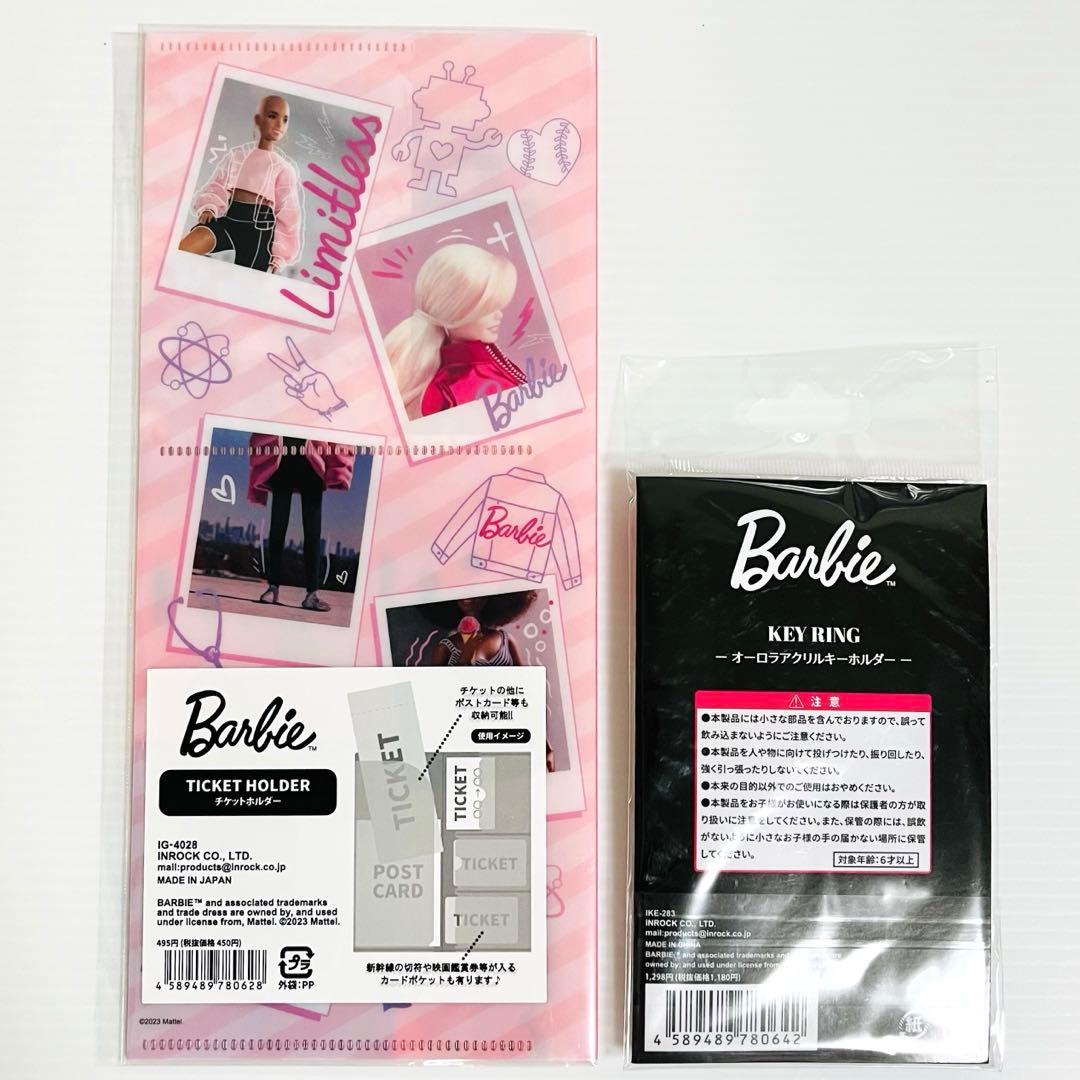 Limitless
Barbie
Barbie
Barbie™
TICKET HOLDER
チケットホルダー
IG-4028
INROCK CO., LTD.
mail:products@inrock.co.jp
MADE IN JAPAN
BARBIE™ and associated trademarks
and trade dress are owned by, and used
under license from, Mattel. ©2023 Mattel.
495円 (税抜価格 450円)
4 589489 780628
プラ
外袋:PP
チケットの他に
ポストカード等も
収納可能!!
使用イメージ
TICKET
TICKET
POST
CARD
TICKET
TICKET
新幹線の切符や映画鑑賞券等が入る
カードポケットも有ります♪
©2023 Mattel.
Barbie™
KEY RING
― オーロラアクリルキーホルダー ―
注意
●本製品には小さな部品を含んでおりますので、誤って
飲み込まないようにご注意ください。
●本製品を人や物に向けて投げつけたり、振り回したり、
強く引っ張ったりしないでください。
●本来の目的以外でのご使用はおやめください。
●本製品をお子様がお使いになる際は保護者の方が取
り扱いに注意をしてください。また、保管の際には、誤飲
がないように小さなお子様の手の届かない場所に保管
してください。
対象年齢:6才以上
IKE-283
INROCK CO., LTD.
mail:products@inrock.co.jp
MADE IN CHINA
BARBIE™ and associated trademarks and
owned by, and used under license from
1,298円 (税抜価格1,180円)
4 589489 780642
紙